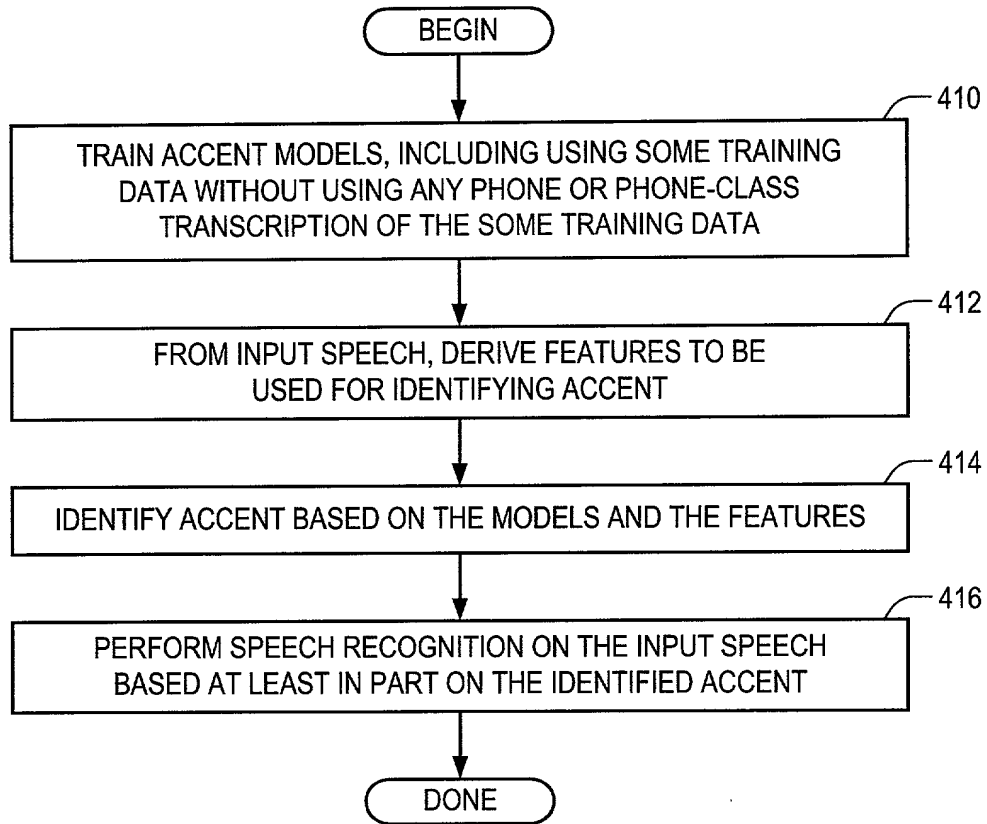 BEGIN
410
TRAIN ACCENT MODELS, INCLUDING USING SOME TRAINING
DATA WITHOUT USING ANY PHONE OR PHONE-CLASS
TRANSCRIPTION OF THE SOME TRAINING DATA
412
FROM INPUT SPEECH, DERIVE FEATURES TO BE
USED FOR IDENTIFYING ACCENT
414
IDENTIFY ACCENT BASED ON THE MODELS AND THE FEATURES
416
PERFORM SPEECH RECOGNITION ON THE INPUT SPEECH
BASED AT LEAST IN PART ON THE IDENTIFIED ACCENT
DONE